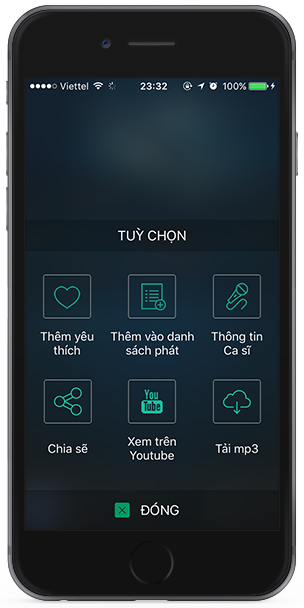 Viettel 23:32 100%
TUỲ CHỌN
Thêm yêu thích
Thêm vào danh sách phát
Thông tin Ca sĩ
Chia sẽ
You Tube
Xem trên Youtube
Tải mp3
ĐÓNG